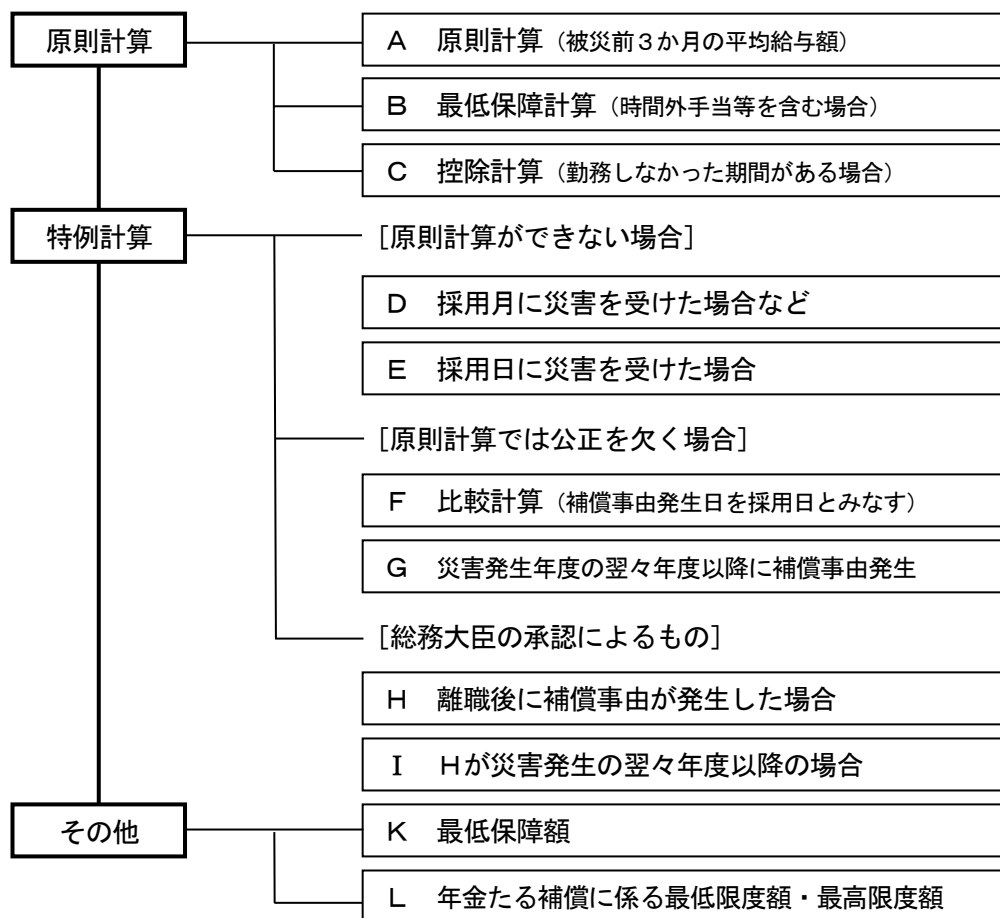 原則計算
A 原則計算（被災前３か月の平均給与額）
B 最低保障計算（時間外手当等を含む場合）
C 控除計算（勤務しなかった期間がある場合）
特例計算
［原則計算ができない場合］
D 採用月に災害を受けた場合など
E 採用日に災害を受けた場合
［原則計算では公正を欠く場合］
F 比較計算（補償事由発生日を採用日とみなす）
G 災害発生年度の翌々年度以降に補償事由発生
［総務大臣の承認によるもの］
H 離職後に補償事由が発生した場合
I Hが災害発生の翌々年度以降の場合
その他
K 最低保障額
L 年金たる補償に係る最低限度額・最高限度額